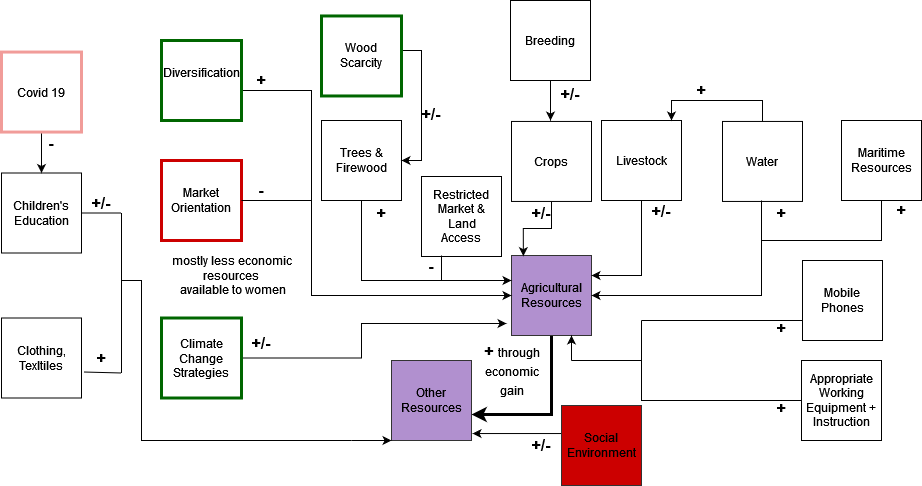 Breeding
Wood
Scarcity
Diversification
+
+
Covid 19
+/-
+/-
-
Trees &
Firewood
Crops
Livestock
Water
Maritime
Resources
Children's
Education
+/-
Market
Orientation
-
+
Restricted
Market &
Land
Access
-
+/-
+/-
+
+
mostly less economic
resources
available to women
Agricultural
Resources
Mobile
Phones
+
Clothing,
Texltiles
+
Climate
Change
Strategies
+/-
+ through
economic
gain
Other
Resources
Appropriate
Working
Equipment +
Instruction
+
Social
Environment
+/-